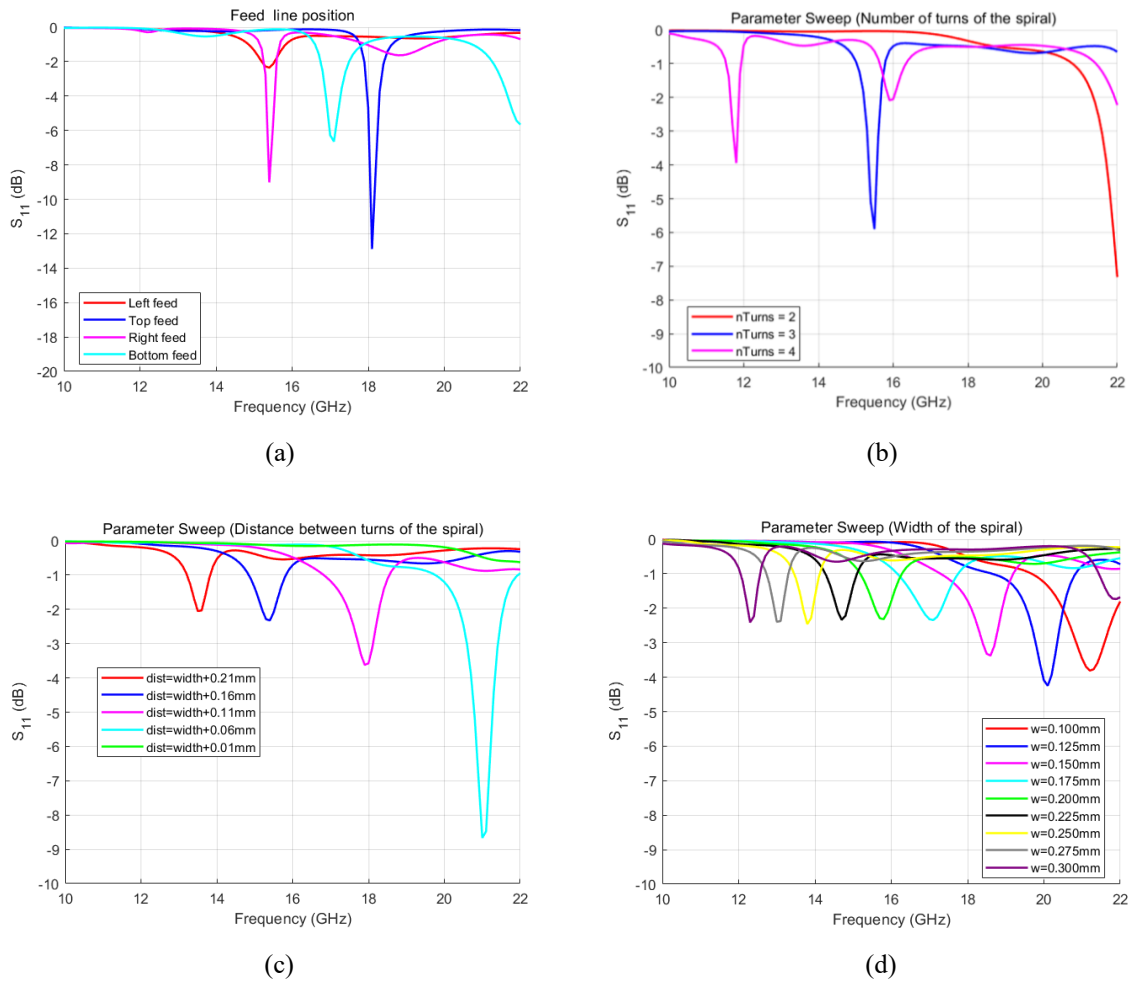 Feed line position
0
-2
-4
-6
-8
-10
-12
-14
-16
-18
-20
S11 (dB)
Left feed
Top feed
Right feed
Bottom feed
10 12 14 16 18 20 22
Frequency (GHz)
(a)
Parameter Sweep (Number of turns of the spiral)
0
-1
-2
-3
-4
-5
-6
-7
-8
-9
-10
S11 (dB)
nTurns = 2
nTurns = 3
nTurns = 4
10 12 14 16 18 20 22
Frequency (GHz)
(b)
Parameter Sweep (Distance between turns of the spiral)
0
-1
-2
-3
-4
-5
-6
-7
-8
-9
-10
S11 (dB)
dist=width+0.21mm
dist=width+0.16mm
dist=width+0.11mm
dist=width+0.06mm
dist=width+0.01mm
10 12 14 16 18 20 22
Frequency (GHz)
(c)
Parameter Sweep (Width of the spiral)
0
-1
-2
-3
-4
-5
-6
-7
-8
-9
-10
S11 (dB)
w=0.100mm
w=0.125mm
w=0.150mm
w=0.175mm
w=0.200mm
w=0.225mm
w=0.250mm
w=0.275mm
w=0.300mm
10 12 14 16 18 20 22
Frequency (GHz)
(d)